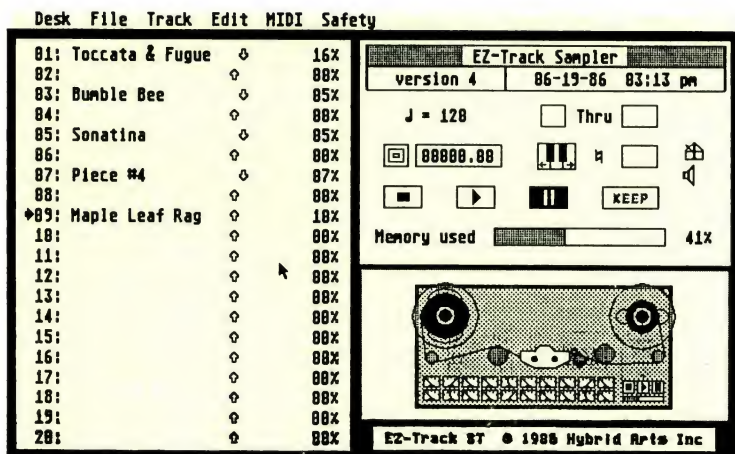 Desk File Track Edit MIDI Safety
01: Toccata & Fugue ⇩ 16%
02: ⇧ 00%
03: Bumble Bee ⇩ 05%
04: ⇧ 00%
05: Sonatina ⇩ 05%
06: ⇧ 00%
07: Piece #4 ⇩ 07%
08: ⇧ 00%
09: Maple Leaf Rag ⇧ 10%
10: ⇧ 00%
11: ⇧ 00%
12: ⇧ 00%
13: ⇧ 00%
14: ⇧ 00%
15: ⇧ 00%
16: ⇧ 00%
17: ⇧ 00%
18: ⇧ 00%
19: ⇧ 00%
20: ⇧ 00%
EZ-Track Sampler
version 4 06-19-86 03:13 pm
♩ = 120 Thru
00000.00 ♮
KEEP
Memory used 41%
EZ-Track ST © 1986 Hybrid Arts Inc